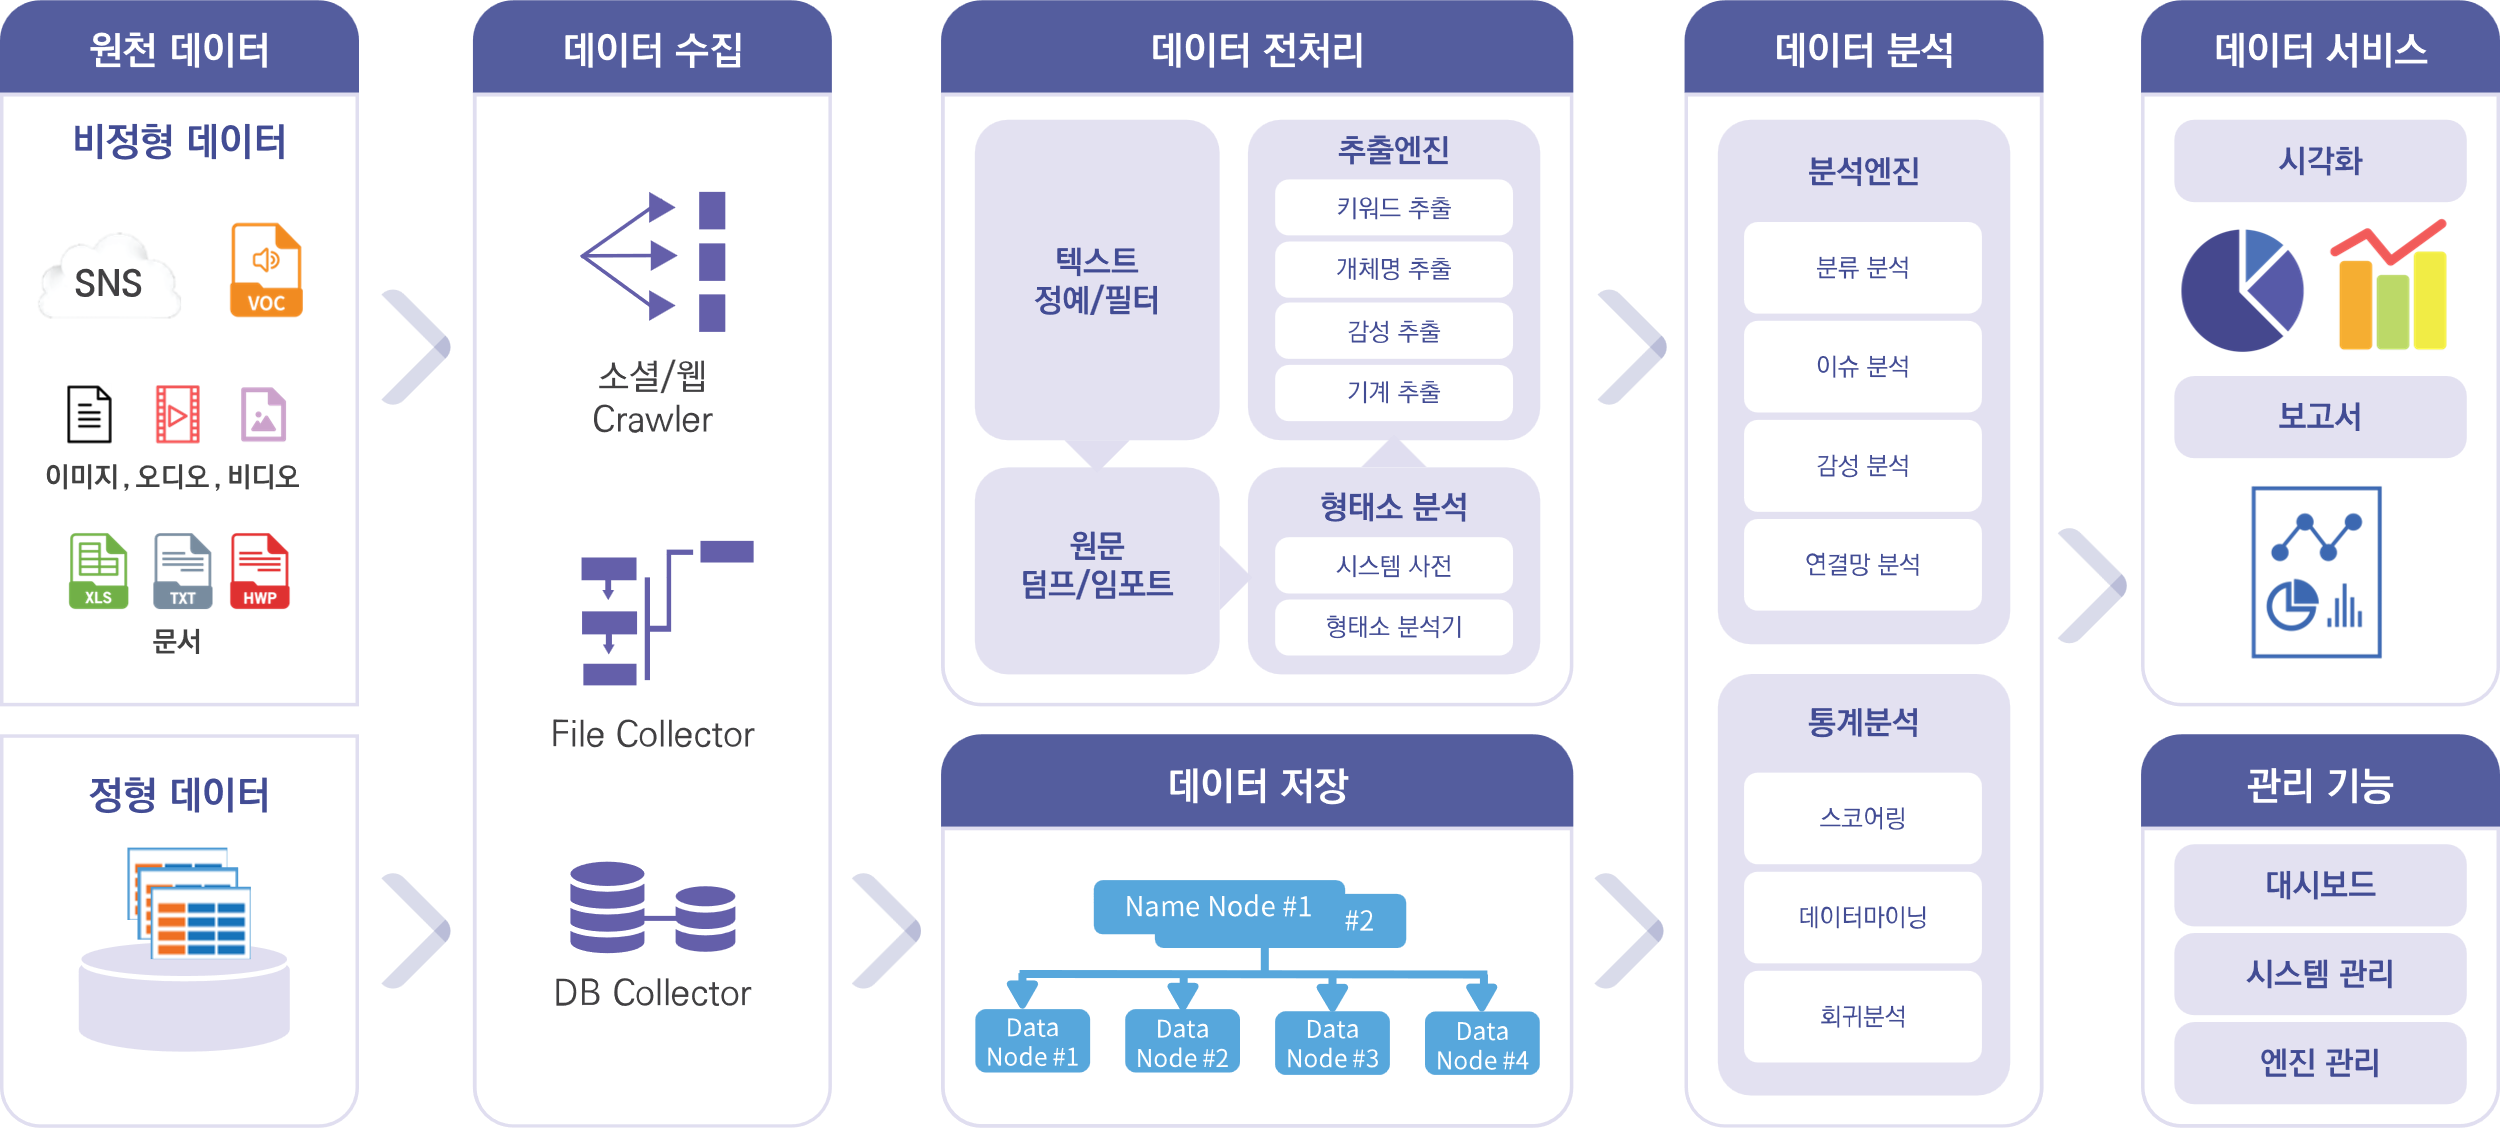 원천 데이터
비정형 데이터
SNS
VOC
이미지, 오디오, 비디오
XLS
TXT
HWP
문서
정형 데이터
데이터 수집
소셜/웹
Crawler
File Collector
DB Collector
데이터 전처리
텍스트
정제/필터
추출엔진
키워드 추출
개체명 추출
감성 추출
기계 추출
원문
덤프/임포트
형태소 분석
시스템 사전
형태소 분석기
데이터 저장
Name Node #1
#2
Data
Node #1
Data
Node #2
Data
Node #3
Data
Node #4
데이터 분석
분석엔진
분류 분석
이슈 분석
감성 분석
연관망 분석
통계분석
스코어링
데이터마이닝
회귀분석
데이터 서비스
시각화
보고서
관리 기능
대시보드
시스템 관리
엔진 관리